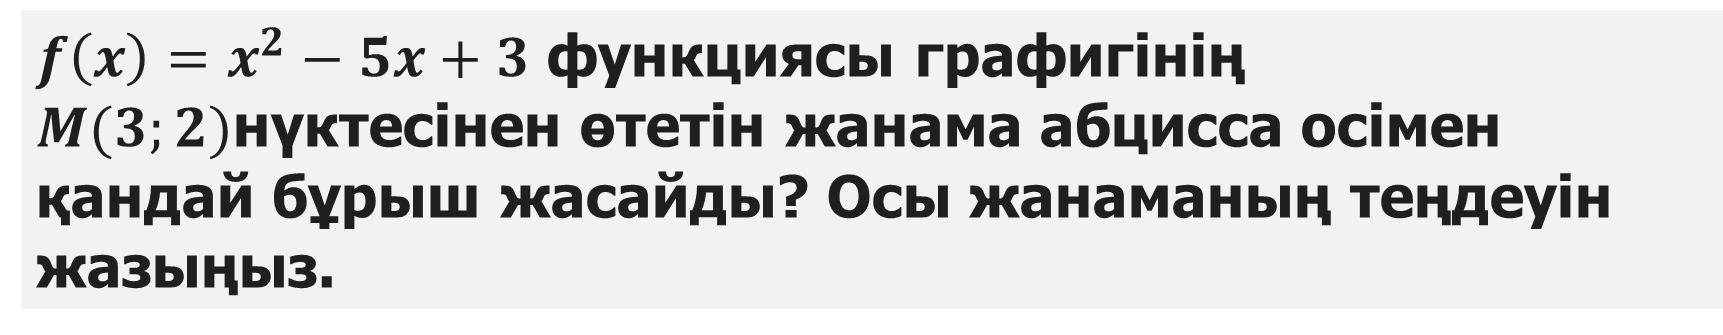 f(x) = x² − 5x + 3 функциясы графигінің
M(3; 2)нүктесінен өтетін жанама абцисса осімен
қандай бұрыш жасайды? Осы жанаманың теңдеуін
жазыңыз.